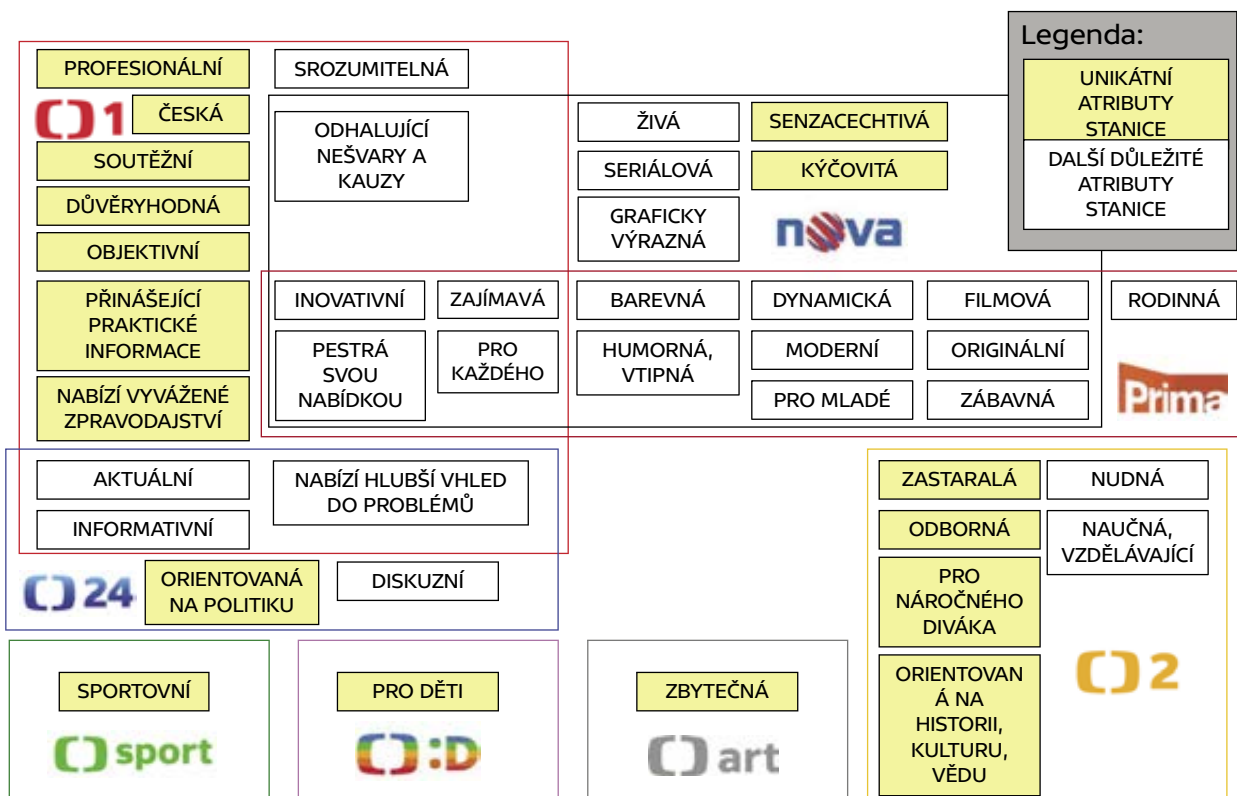 Legenda:
UNIKÁTNÍ
ATRIBUTY
STANICE
DALŠÍ DŮLEŽITÉ
ATRIBUTY
STANICE
PROFESIONÁLNÍ
SROZUMITELNÁ
1
ČESKÁ
ODHALUJÍCÍ
NEŠVARY A
KAUZY
ŽIVÁ
SENZACECHTIVÁ
SOUTĚŽNÍ
SERIÁLOVÁ
KÝČOVITÁ
DŮVĚRYHODNÁ
GRAFICKY
VÝRAZNÁ
nova
OBJEKTIVNÍ
PŘINÁŠEJÍCÍ
PRAKTICKÉ
INFORMACE
INOVATIVNÍ
ZAJÍMAVÁ
BAREVNÁ
DYNAMICKÁ
FILMOVÁ
RODINNÁ
PESTRÁ
SVOU
NABÍDKOU
PRO
KAŽDÉHO
HUMORNÁ,
VTIPNÁ
MODERNÍ
ORIGINÁLNÍ
Prima
NABÍZÍ VYVÁŽENÉ
ZPRAVODAJSTVÍ
PRO MLADÉ
ZÁBAVNÁ
AKTUÁLNÍ
NABÍZÍ HLUBŠÍ VHLED
DO PROBLÉMŮ
INFORMATIVNÍ
24
ORIENTOVANÁ
NA POLITIKU
DISKUZNÍ
ZASTARALÁ
NUDNÁ
ODBORNÁ
NAUČNÁ,
VZDĚLÁVAJÍCÍ
PRO
NÁROČNÉHO
DIVÁKA
ORIENTOVAN
Á NA
HISTORII,
KULTURU,
VĚDU
2
SPORTOVNÍ
sport
PRO DĚTI
:D
ZBYTEČNÁ
art